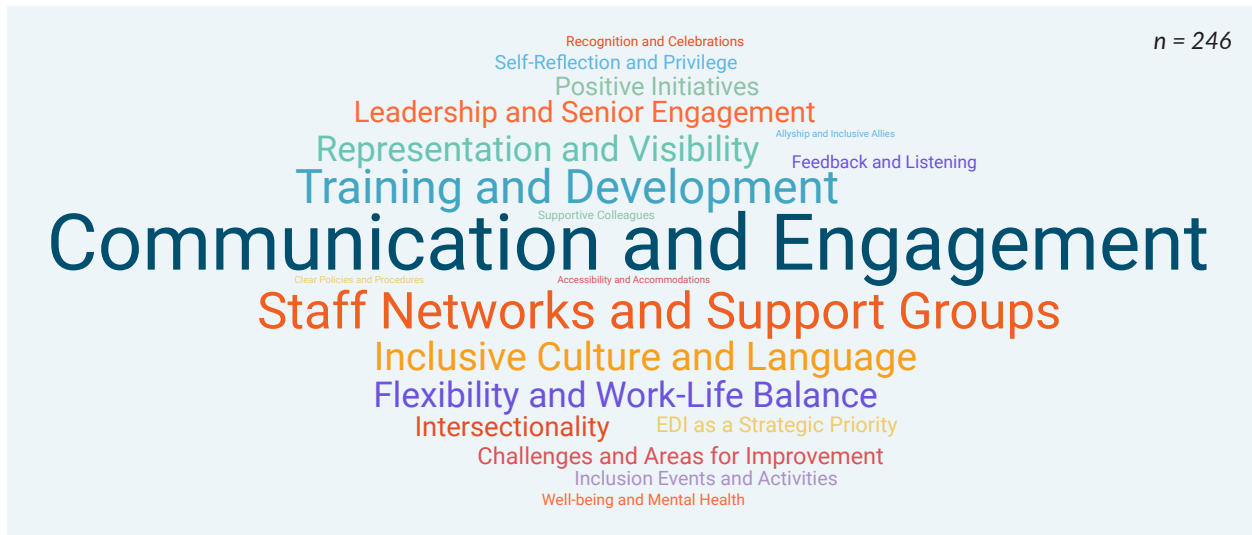 n = 246
Recognition and Celebrations
Self-Reflection and Privilege
Positive Initiatives
Leadership and Senior Engagement
Allyship and Inclusive Allies
Representation and Visibility
Feedback and Listening
Training and Development
Supportive Colleagues
Communication and Engagement
Clear Policies and Procedures
Accessibility and Accommodations
Staff Networks and Support Groups
Inclusive Culture and Language
Flexibility and Work-Life Balance
Intersectionality
EDI as a Strategic Priority
Challenges and Areas for Improvement
Inclusion Events and Activities
Well-being and Mental Health